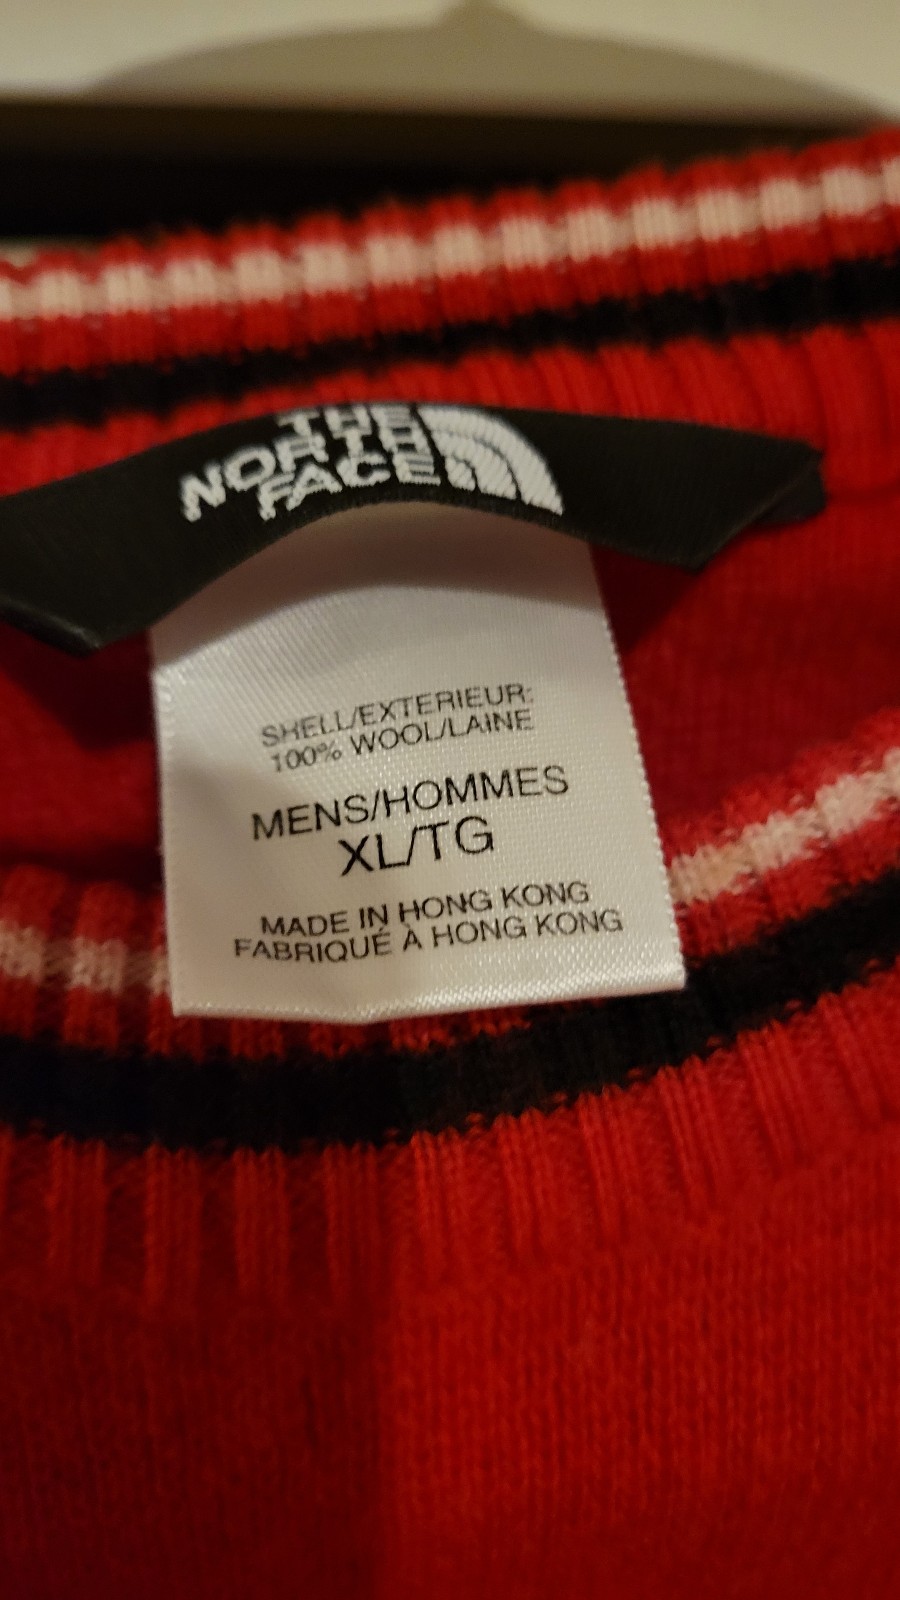 THE
NORTH
FACE
SHELL/EXTERIEUR:
100% WOOL/LAINE
MENS/HOMMES
XL/TG
MADE IN HONG KONG
FABRIQUÉ À HONG KONG